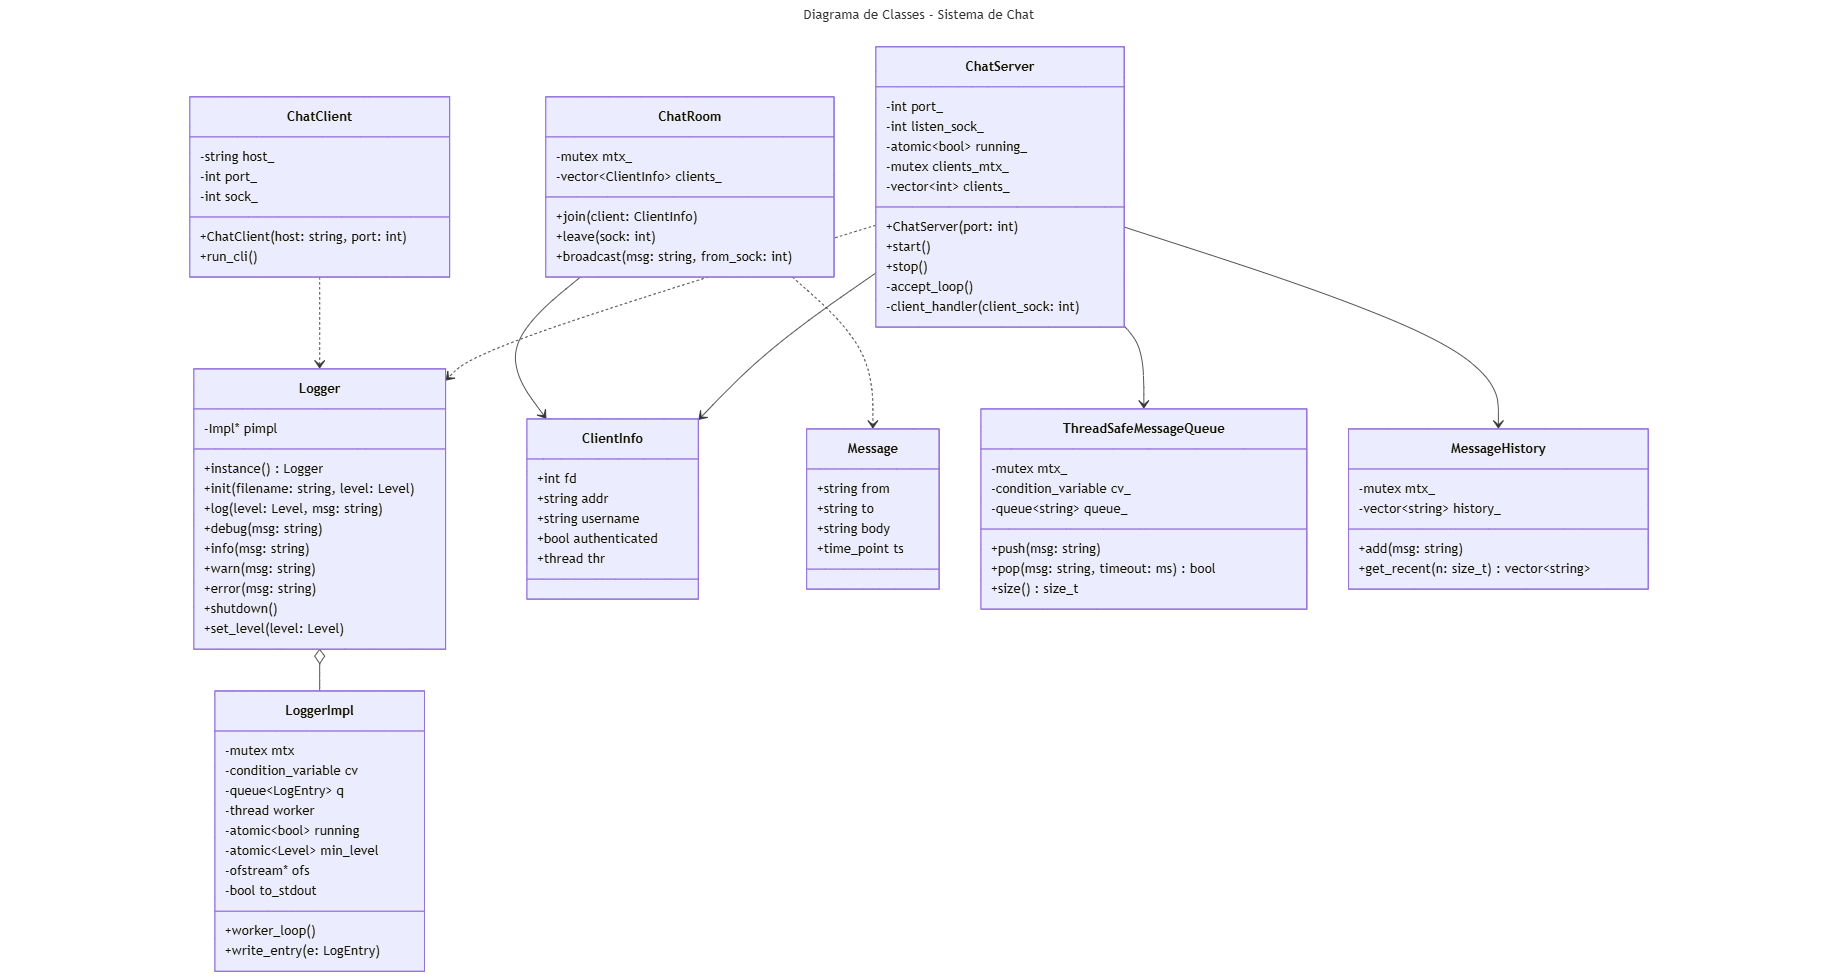 Diagrama de Classes - Sistema de Chat
ChatClient
-string host_
-int port_
-int sock_
+ChatClient(host: string, port: int)
+run_cli()
ChatRoom
-mutex mtx_
-vector<ClientInfo> clients_
+join(client: ClientInfo)
+leave(sock: int)
+broadcast(msg: string, from_sock: int)
ChatServer
-int port_
-int listen_sock_
-atomic<bool> running_
-mutex clients_mtx_
-vector<int> clients_
+ChatServer(port: int)
+start()
+stop()
-accept_loop()
-client_handler(client_sock: int)
Logger
-Impl* pimpl
+instance() : Logger
+init(filename: string, level: Level)
+log(level: Level, msg: string)
+debug(msg: string)
+info(msg: string)
+warn(msg: string)
+error(msg: string)
+shutdown()
+set_level(level: Level)
ClientInfo
+int fd
+string addr
+string username
+bool authenticated
+thread thr
Message
+string from
+string to
+string body
+time_point ts
ThreadSafeMessageQueue
-mutex mtx_
-condition_variable cv_
-queue<string> queue_
+push(msg: string)
+pop(msg: string, timeout: ms) : bool
+size() : size_t
MessageHistory
-mutex mtx_
-vector<string> history_
+add(msg: string)
+get_recent(n: size_t) : vector<string>
LoggerImpl
-mutex mtx
-condition_variable cv
-queue<LogEntry> q
-thread worker
-atomic<bool> running
-atomic<Level> min_level
-ofstream* ofs
-bool to_stdout
+worker_loop()
+write_entry(e: LogEntry)